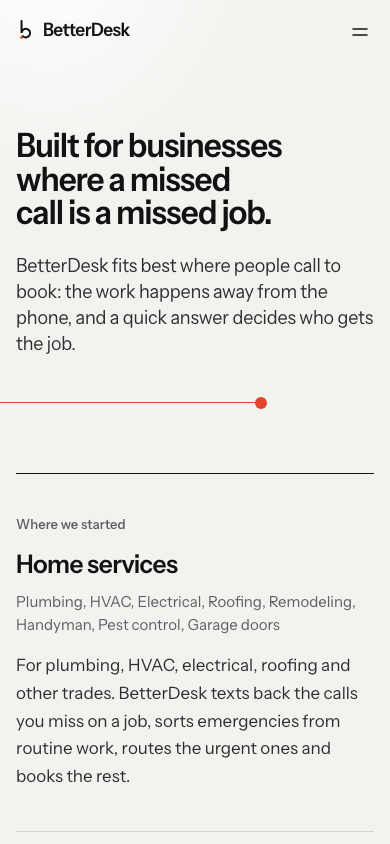 BetterDesk
Built for businesses
where a missed
call is a missed job.
BetterDesk fits best where people call to
book: the work happens away from the
phone, and a quick answer decides who gets
the job.
Where we started
Home services
Plumbing, HVAC, Electrical, Roofing, Remodeling,
Handyman, Pest control, Garage doors
For plumbing, HVAC, electrical, roofing and
other trades. BetterDesk texts back the calls
you miss on a job, sorts emergencies from
routine work, routes the urgent ones and
books the rest.